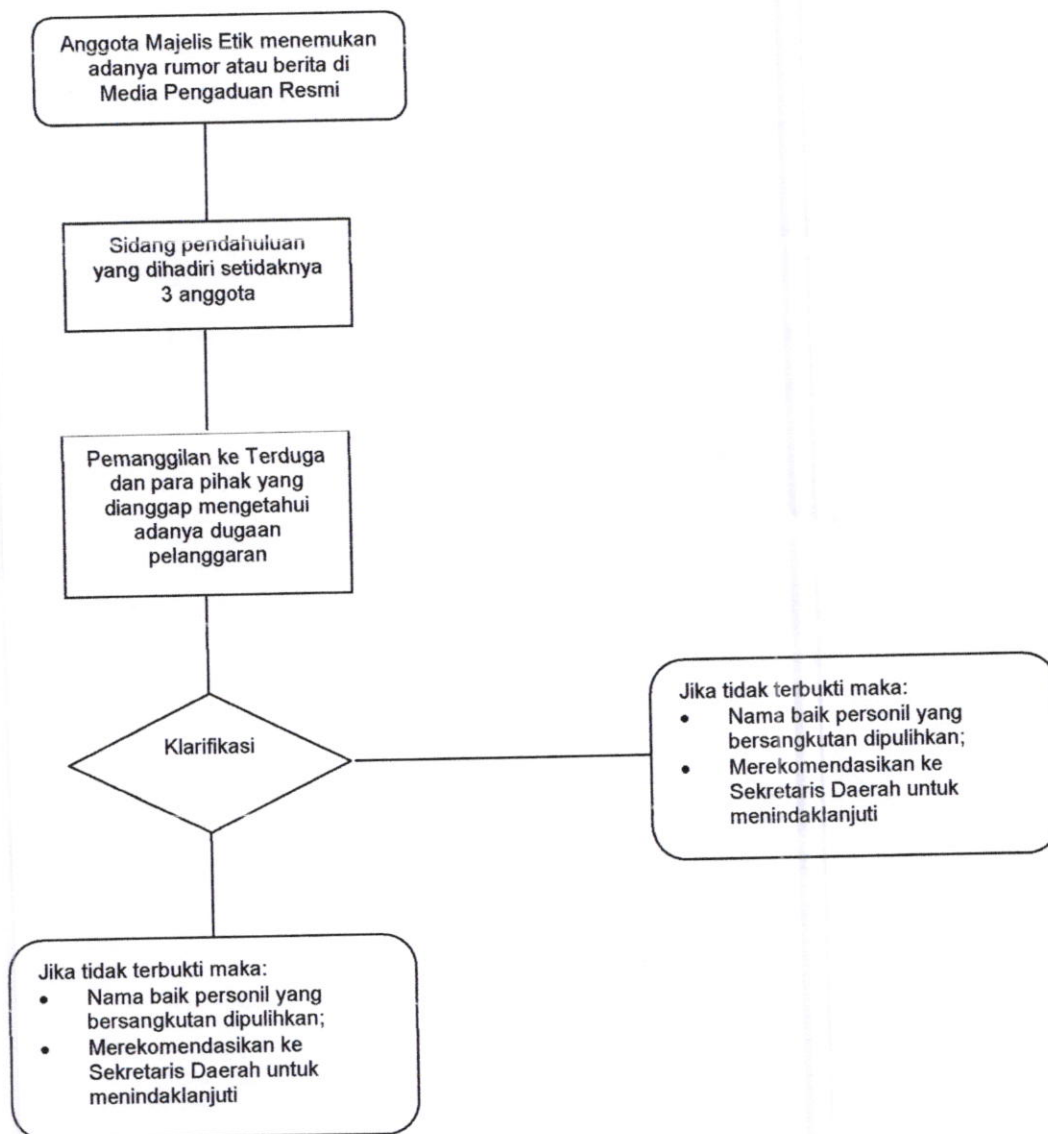 Anggota Majelis Etik menemukan
adanya rumor atau berita di
Media Pengaduan Resmi
Sidang pendahuluan
yang dihadiri setidaknya
3 anggota
Pemanggilan ke Terduga
dan para pihak yang
dianggap mengetahui
adanya dugaan
pelanggaran
Klarifikasi
Jika tidak terbukti maka:
• Nama baik personil yang
bersangkutan dipulihkan;
• Merekomendasikan ke
Sekretaris Daerah untuk
menindaklanjuti
Jika tidak terbukti maka:
• Nama baik personil yang
bersangkutan dipulihkan;
• Merekomendasikan ke
Sekretaris Daerah untuk
menindaklanjuti